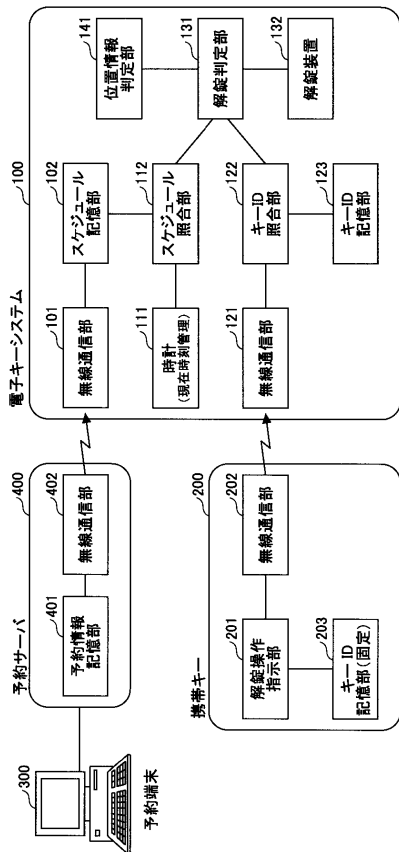 300
予約端末
予約サーバ
400
401
予約情報
記憶部
402
無線通信部
携帯キー
200
201
解錠操作
指示部
202
無線通信部
203
キーID
記憶部(固定)
電子キーシステム
100
101
無線通信部
102
スケジュール
記憶部
111
時計
(現在時刻管理)
112
スケジュール
照合部
121
無線通信部
122
キーID
照合部
123
キーID
記憶部
141
位置情報
判定部
131
解錠判定部
132
解錠装置